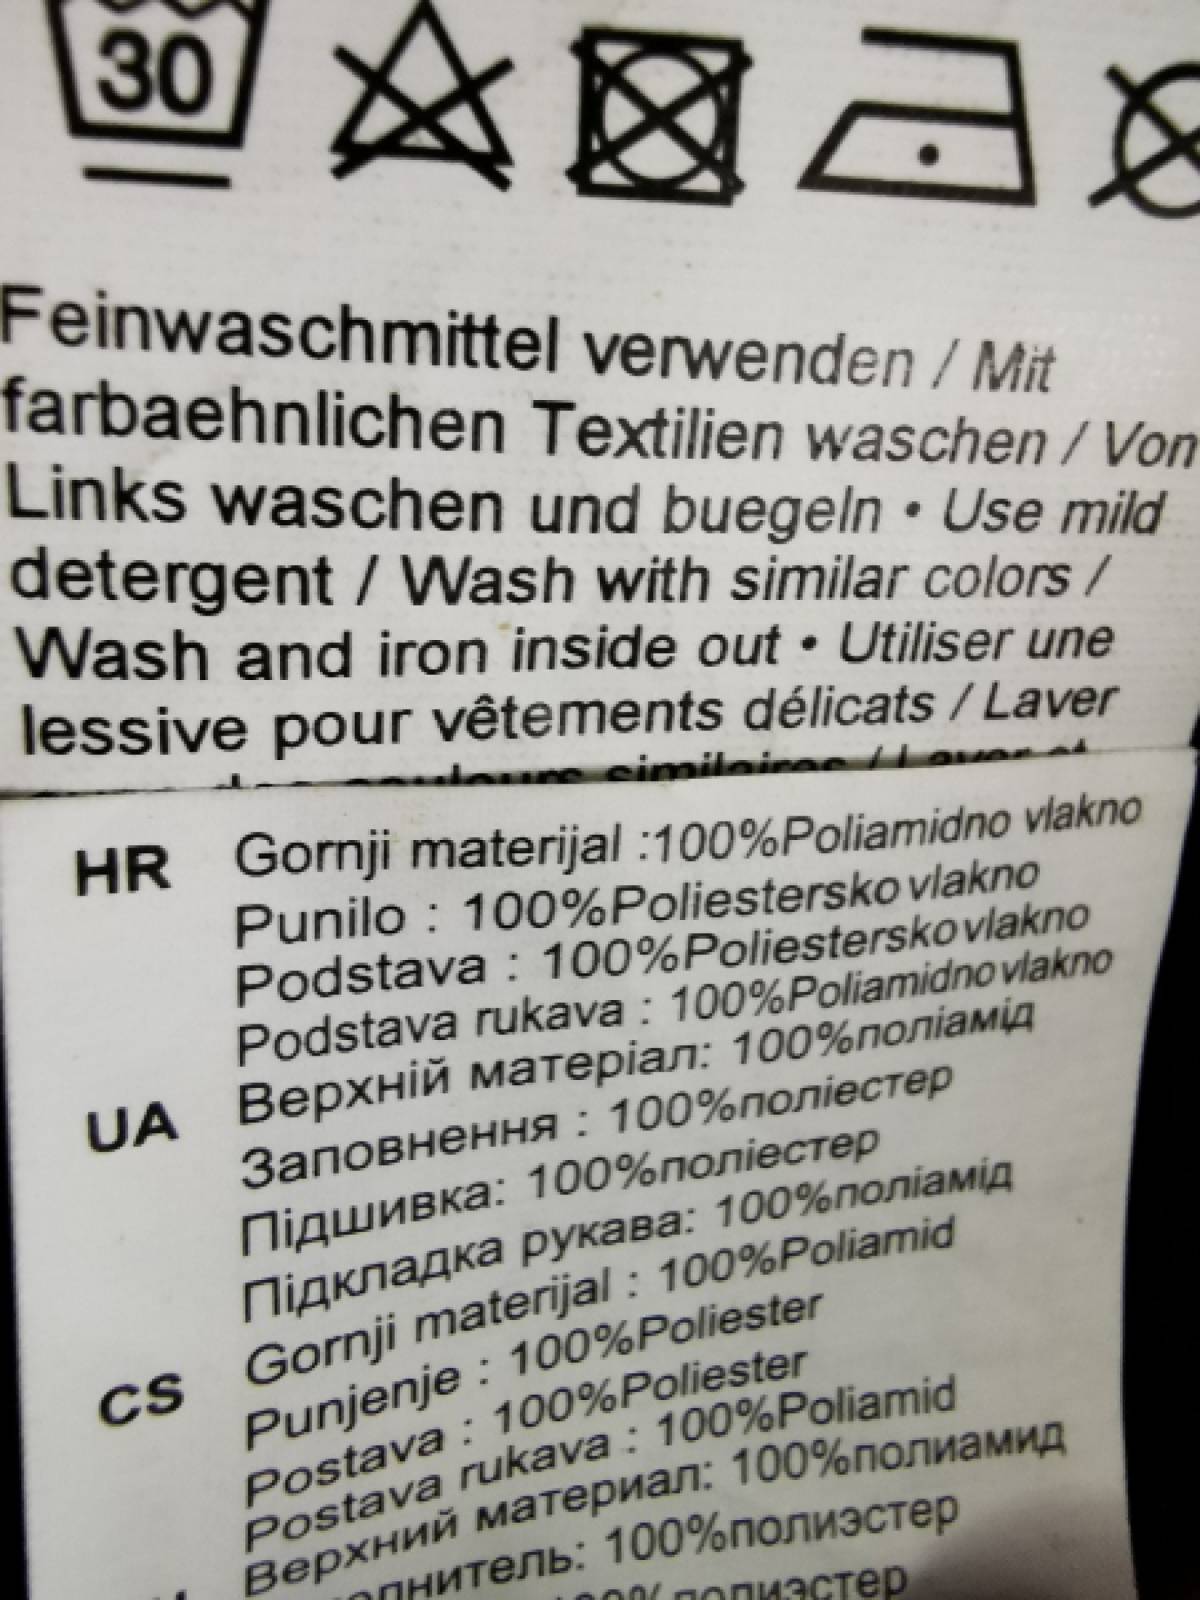 30
Feinwaschmittel verwenden / Mit
farbaehnlichen Textilien waschen / Von
Links waschen und buegeln • Use mild
detergent / Wash with similar colors /
Wash and iron inside out • Utiliser une
lessive pour vêtements délicats / Laver
couleurs similaires / Laver et
HR Gornji materijal :100%Poliamidno vlakno
Punilo : 100%Poliestersko vlakno
Podstava : 100%Poliestersko vlakno
Podstava rukava : 100%Poliamidno vlakno
UA Верхній матеріал: 100%поліамід
Заповнення : 100%поліестер
Підшивка: 100%поліестер
Підкладка рукава: 100%поліамід
CS Gornji materijal : 100%Poliamid
Punjenje : 100%Poliester
Postava : 100%Poliester
Postava rukava : 100%Poliamid
Верхний материал: 100%полиамид
100%полиэстер